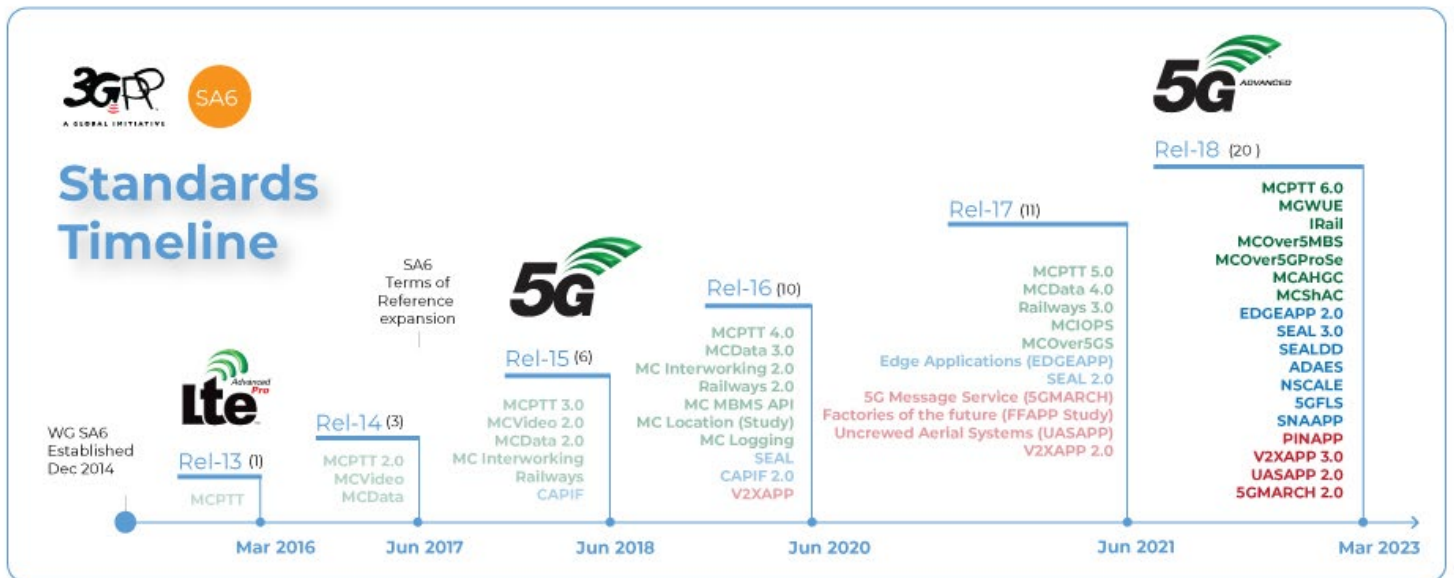 3GPP
A GLOBAL INITIATIVE
SA6
Standards
Timeline
WG SA6
Established
Dec 2014
Lte
Advanced
Pro
Rel-13 (1)
MCPTT
Mar 2016
Rel-14 (3)
MCPTT 2.0
MCVideo
MCData
Jun 2017
SA6
Terms of
Reference
expansion
5G
Rel-15 (6)
MCPTT 3.0
MCVideo 2.0
MCData 2.0
MC Interworking
Railways
CAPIF
Jun 2018
Rel-16 (10)
MCPTT 4.0
MCData 3.0
MC Interworking 2.0
Railways 2.0
MC MBMS API
MC Location (Study)
MC Logging
SEAL
CAPIF 2.0
V2XAPP
Jun 2020
Rel-17 (11)
MCPTT 5.0
MCData 4.0
Railways 3.0
MCIOPS
MCOver5GS
Edge Applications (EDGEAPP)
SEAL 2.0
5G Message Service (5GMARCH)
Factories of the future (FFAPP Study)
Uncrewed Aerial Systems (UASAPP)
V2XAPP 2.0
Jun 2021
5G
ADVANCED
Rel-18 (20 )
MCPTT 6.0
MGWUE
IRail
MCOver5MBS
MCOver5GProSe
MCAHGC
MCShAC
EDGEAPP 2.0
SEAL 3.0
SEALDD
ADAES
NSCALE
5GFLS
SNAAPP
PINAPP
V2XAPP 3.0
UASAPP 2.0
5GMARCH 2.0
Mar 2023